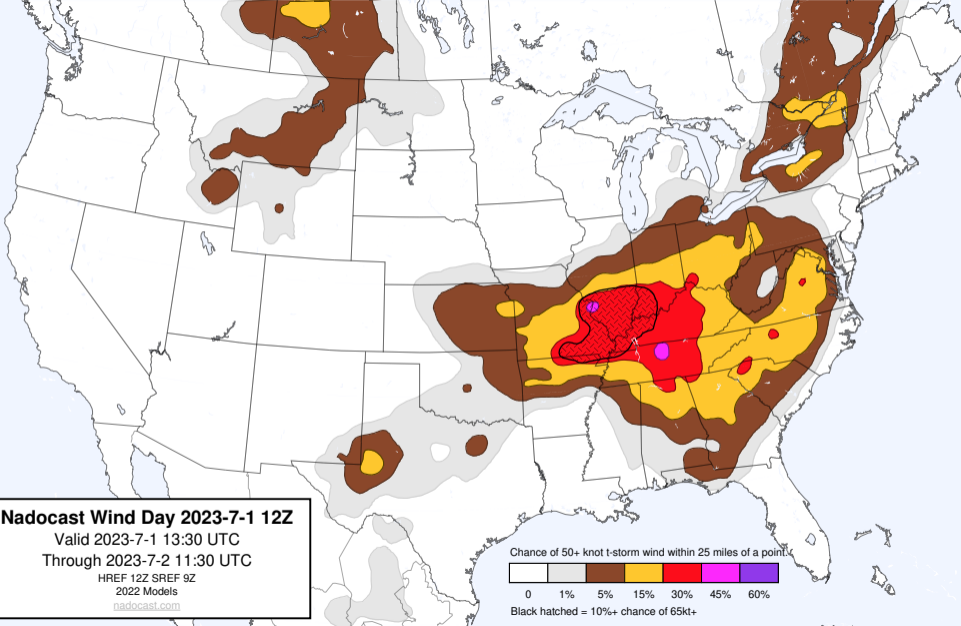 Nadocast Wind Day 2023-7-1 12Z
Valid 2023-7-1 13:30 UTC
Through 2023-7-2 11:30 UTC
HREF 12Z SREF 9Z
2022 Models
nadocast.com
Chance of 50+ knot t-storm wind within 25 miles of a point.
0 1% 5% 15% 30% 45% 60%
Black hatched = 10%+ chance of 65kt+